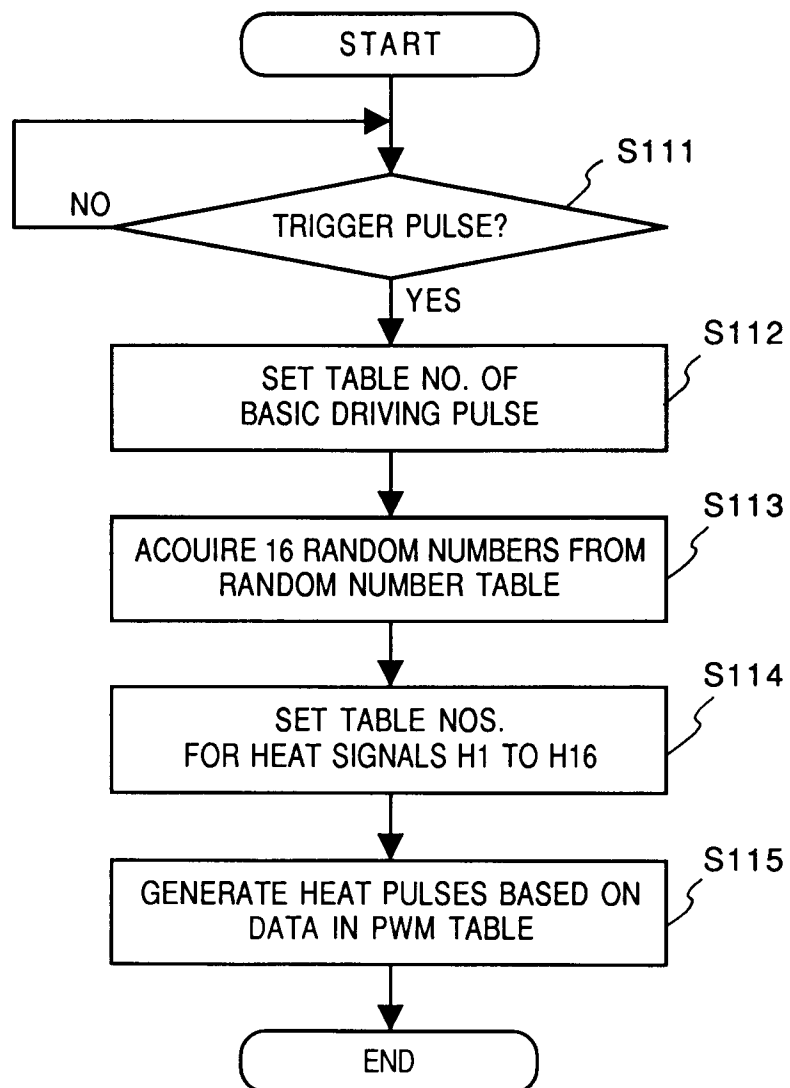 START
S111
NO
TRIGGER PULSE?
YES
S112
SET TABLE NO. OF
BASIC DRIVING PULSE
S113
ACOUIRE 16 RANDOM NUMBERS FROM
RANDOM NUMBER TABLE
S114
SET TABLE NOS.
FOR HEAT SIGNALS H1 TO H16
S115
GENERATE HEAT PULSES BASED ON
DATA IN PWM TABLE
END